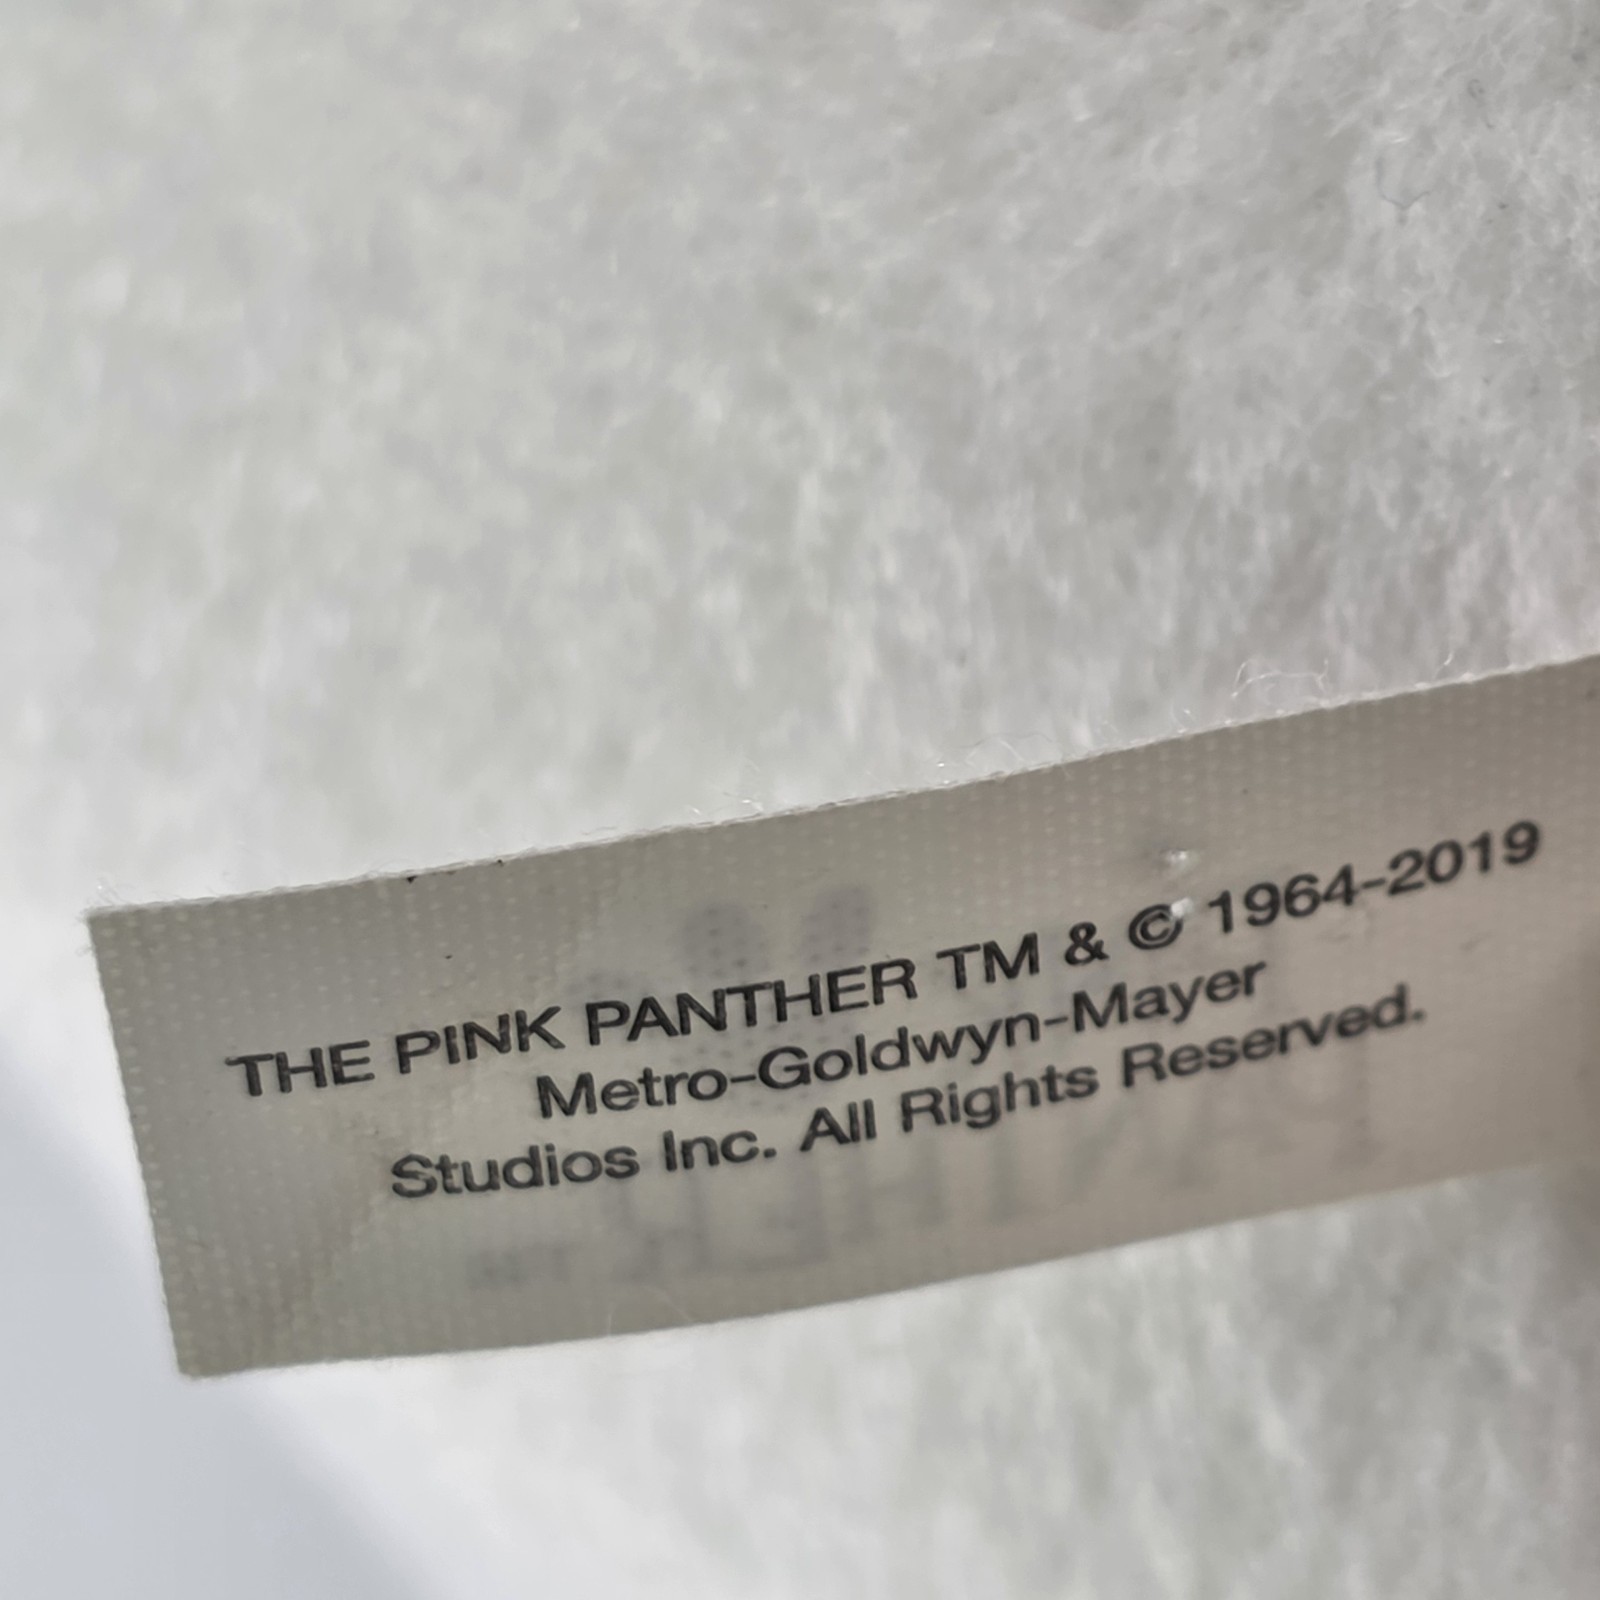 THE PINK PANTHER TM & © 1964-2019
Metro-Goldwyn-Mayer
Studios Inc. All Rights Reserved.